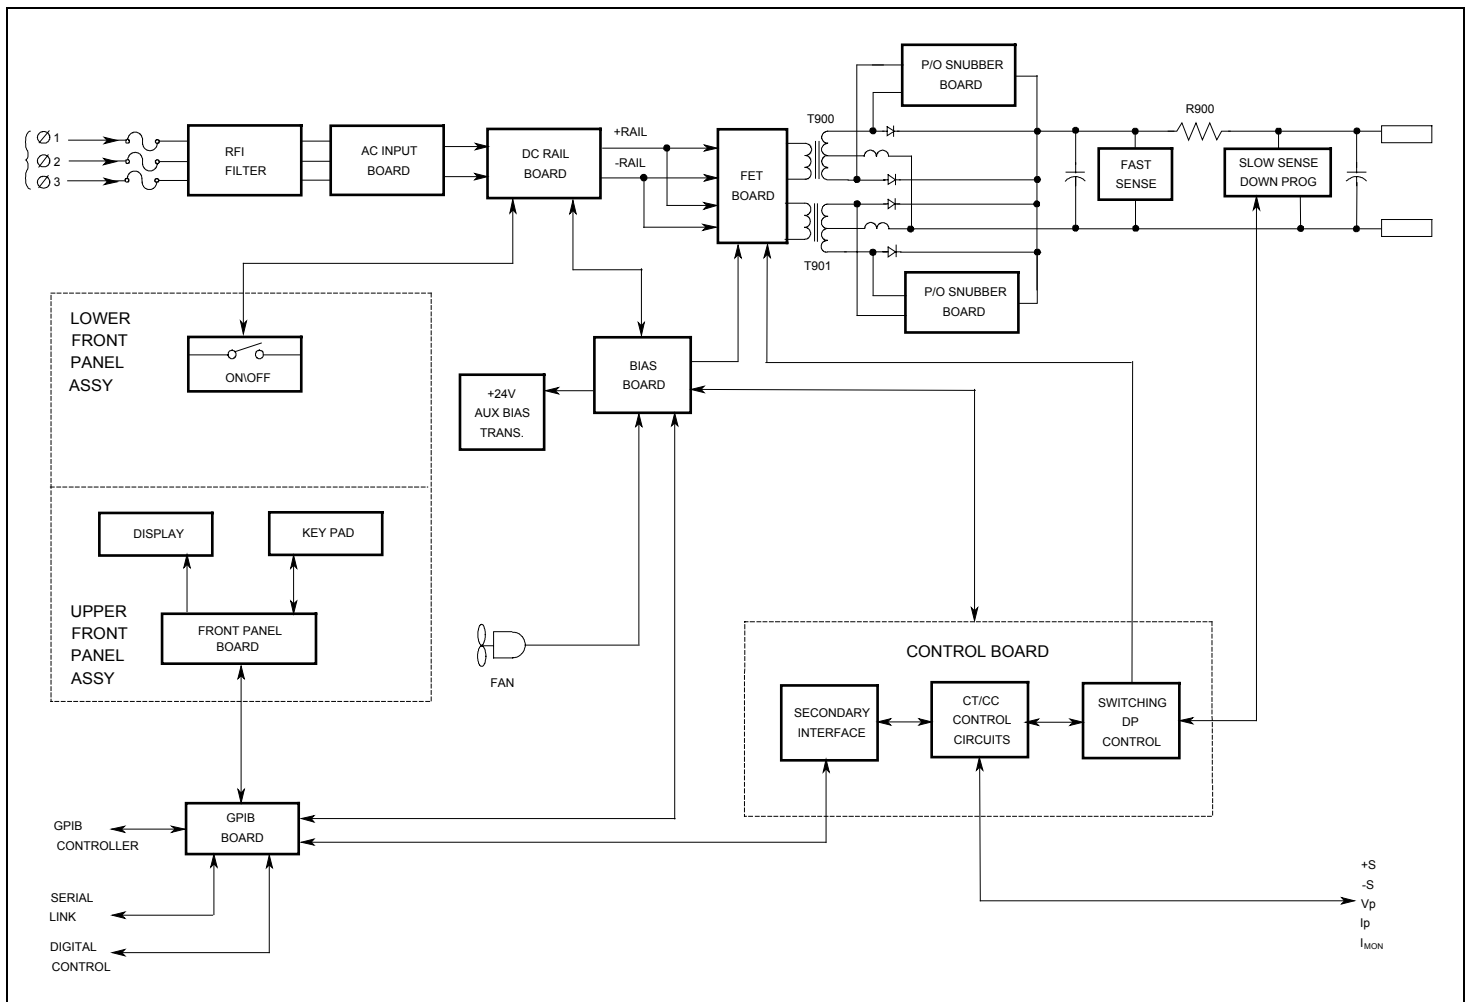 Ø 1
Ø 2
Ø 3
RFI
FILTER
AC INPUT
BOARD
DC RAIL
BOARD
+RAIL
-RAIL
FET
BOARD
T900
T901
P/O SNUBBER
BOARD
P/O SNUBBER
BOARD
FAST
SENSE
R900
SLOW SENSE
DOWN PROG
LOWER
FRONT
PANEL
ASSY
ON\OFF
BIAS
BOARD
+24V
AUX BIAS
TRANS.
DISPLAY
KEY PAD
UPPER
FRONT
PANEL
ASSY
FRONT PANEL
BOARD
FAN
CONTROL BOARD
SECONDARY
INTERFACE
CT/CC
CONTROL
CIRCUITS
SWITCHING
DP
CONTROL
GPIB
BOARD
GPIB
CONTROLLER
SERIAL
LINK
DIGITAL
CONTROL
+S
-S
Vp
Ip
IMON